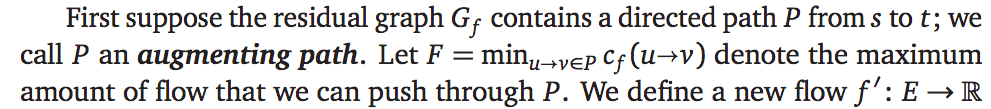 First suppose the residual graph G_f contains a directed path P from s to t; we
call P an augmenting path. Let F = min_{u→v∈P} c_f(u→v) denote the maximum
amount of flow that we can push through P. We define a new flow f′: E → ℝ